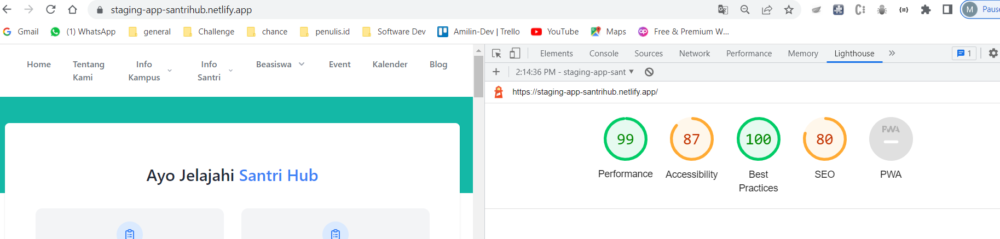 staging-app-santrihub.netlify.app
M Pause
Gmail (1) WhatsApp general Challenge chance penulis.id Software Dev Amilin-Dev | Trello YouTube Maps Free & Premium W...
Home Tentang Kami Info Kampus Info Santri Beasiswa Event Kalender Blog
Ayo Jelajahi Santri Hub
Elements Console Sources Network Performance Memory Lighthouse 1
2:14:36 PM - staging-app-sant
https://staging-app-santrihub.netlify.app/
99 87 100 80 PWA
Performance Accessibility Best Practices SEO PWA